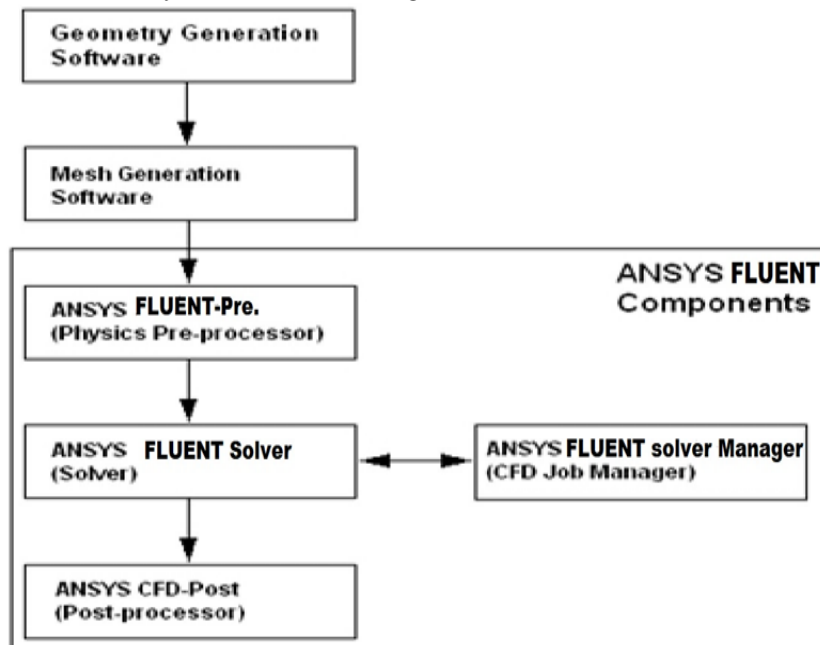 Geometry Generation
Software
Mesh Generation
Software
ANSYS FLUENT
Components
ANSYS FLUENT-Pre.
(Physics Pre-processor)
ANSYS FLUENT Solver
(Solver)
ANSYS FLUENT solver Manager
(CFD Job Manager)
ANSYS CFD-Post
(Post-processor)